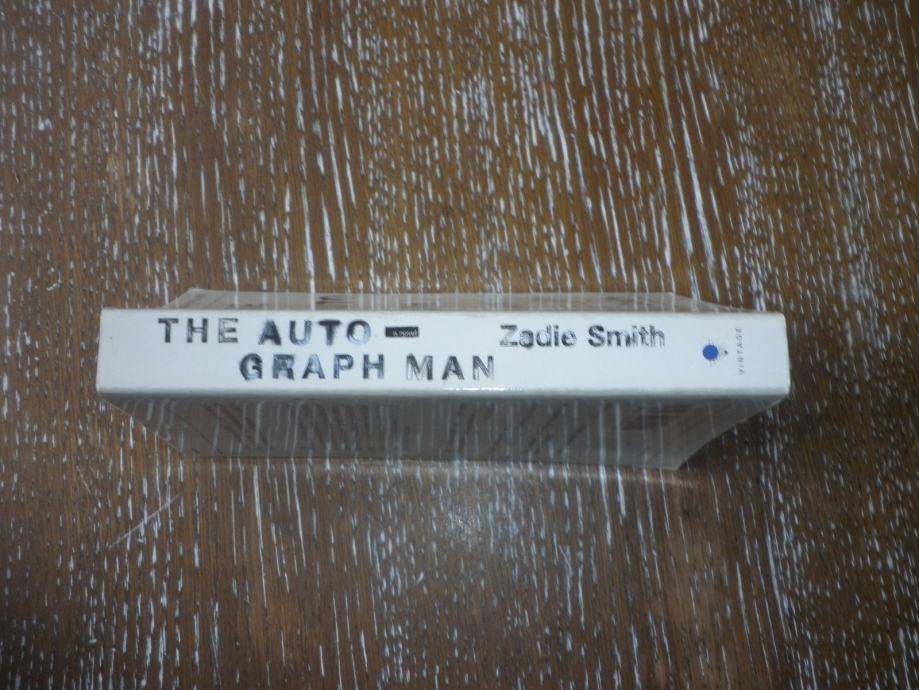 THE AUTO- a novel
GRAPH MAN
Zadie Smith
VINTAGE